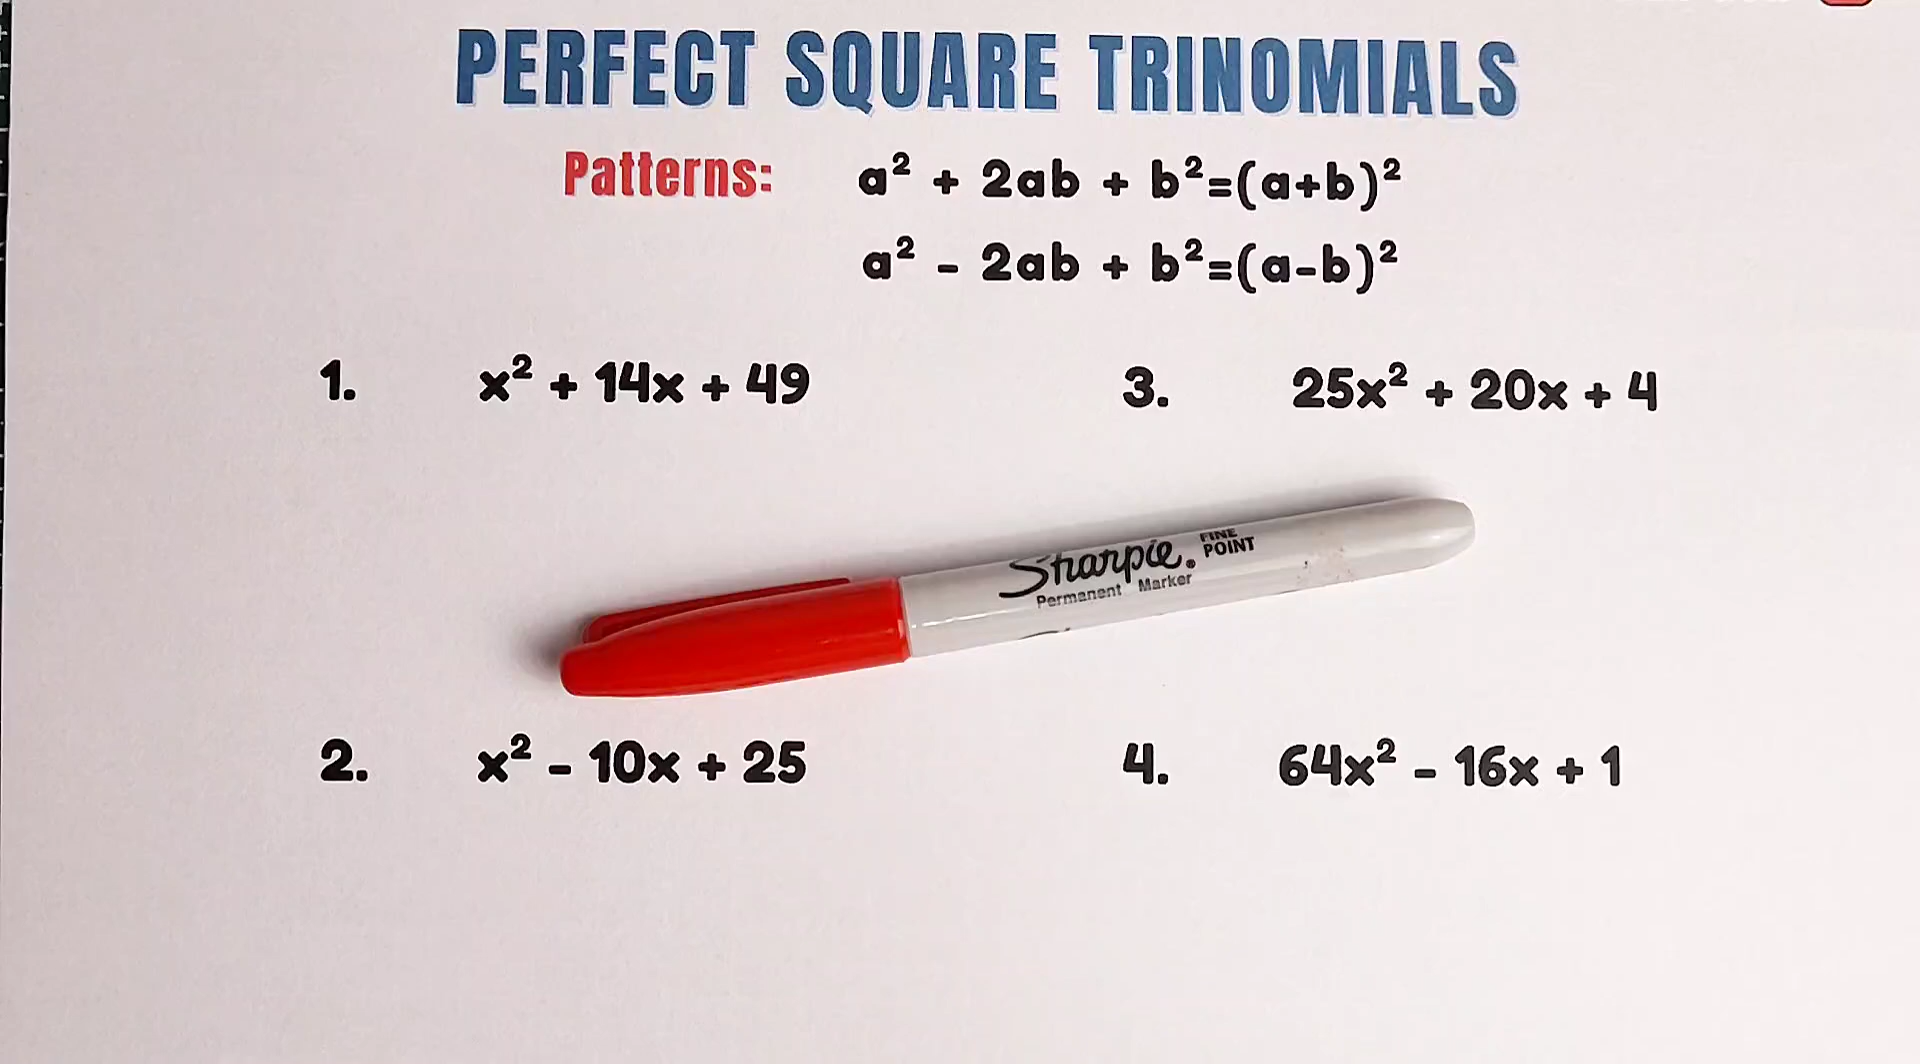 PERFECT SQUARE TRINOMIALS
Patterns: a² + 2ab + b²=(a+b)²
a² - 2ab + b²=(a-b)²
1. x² + 14x + 49
3. 25x² + 20x + 4
Sharpie. FINE POINT
Permanent Marker
2. x² - 10x + 25
4. 64x² - 16x + 1